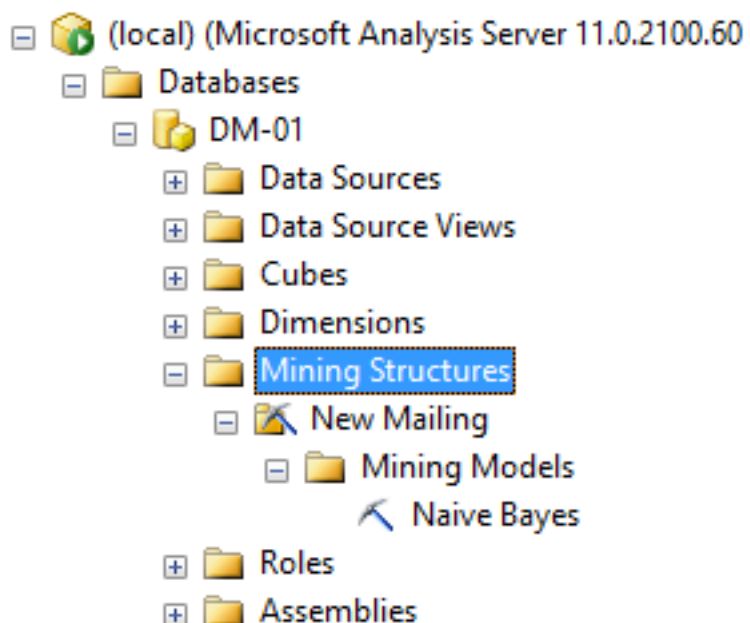 (local) (Microsoft Analysis Server 11.0.2100.60
Databases
DM-01
Data Sources
Data Source Views
Cubes
Dimensions
Mining Structures
New Mailing
Mining Models
Naive Bayes
Roles
Assemblies